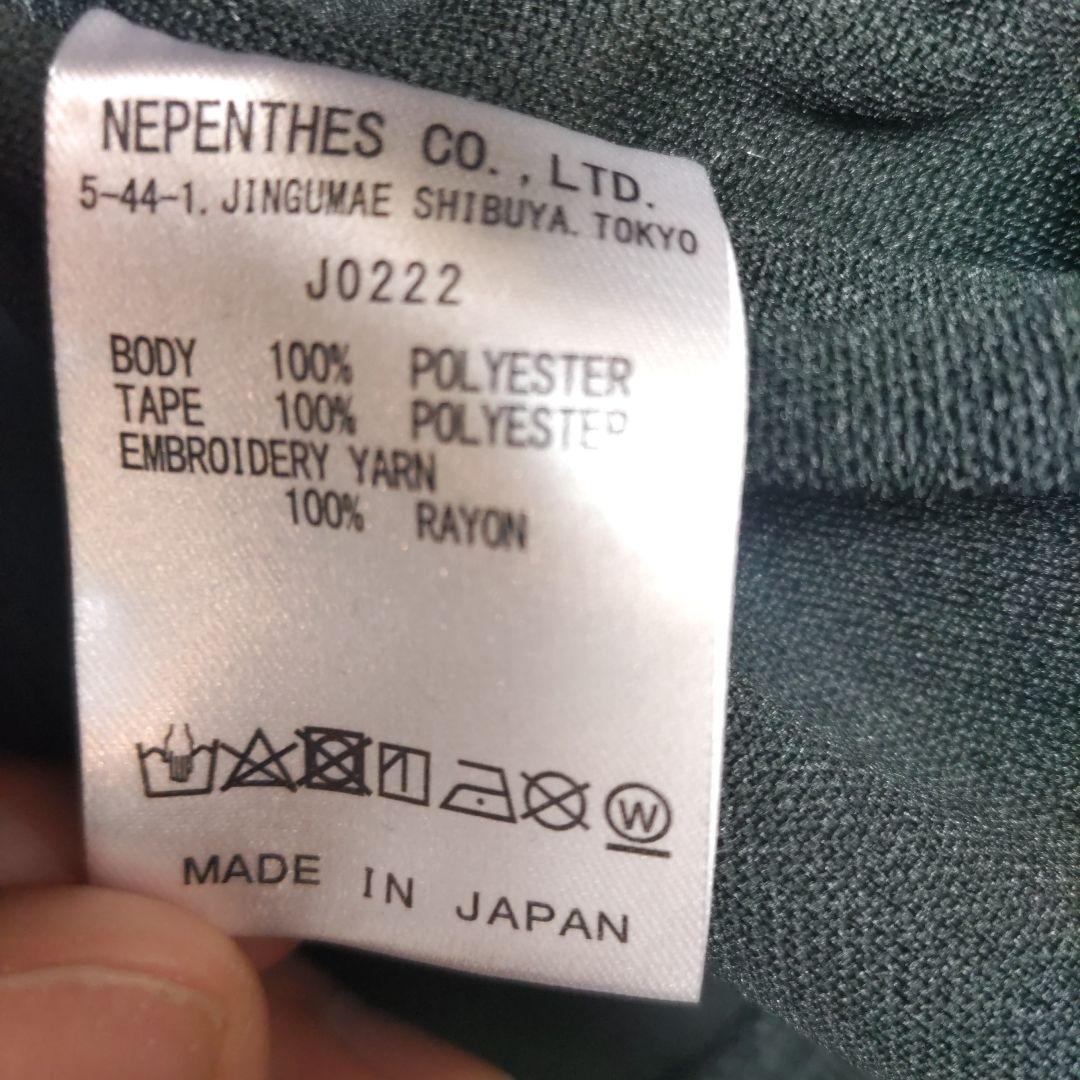 NEPENTHES CO., LTD.
5-44-1. JINGUMAE SHIBUYA. TOKYO
J0222
BODY 100% POLYESTER
TAPE 100% POLYESTER
EMBROIDERY YARN
100% RAYON
W
MADE IN JAPAN